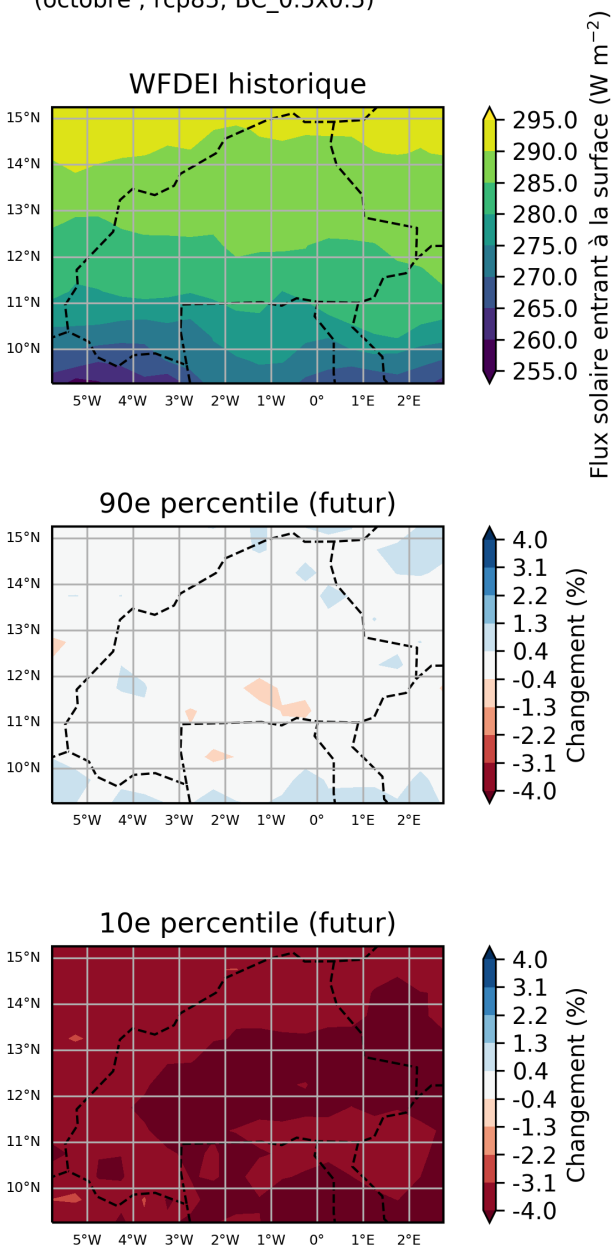 (octobre , rcp85, BC_0.5x0.5)
WFDEI historique
15°N
14°N
13°N
12°N
11°N
10°N
5°W 4°W 3°W 2°W 1°W 0° 1°E 2°E
295.0
290.0
285.0
280.0
275.0
270.0
265.0
260.0
255.0
Flux solaire entrant à la surface (W m⁻²)
90e percentile (futur)
15°N
14°N
13°N
12°N
11°N
10°N
5°W 4°W 3°W 2°W 1°W 0° 1°E 2°E
4.0
3.1
2.2
1.3
0.4
-0.4
-1.3
-2.2
-3.1
-4.0
Changement (%)
10e percentile (futur)
15°N
14°N
13°N
12°N
11°N
10°N
5°W 4°W 3°W 2°W 1°W 0° 1°E 2°E
4.0
3.1
2.2
1.3
0.4
-0.4
-1.3
-2.2
-3.1
-4.0
Changement (%)